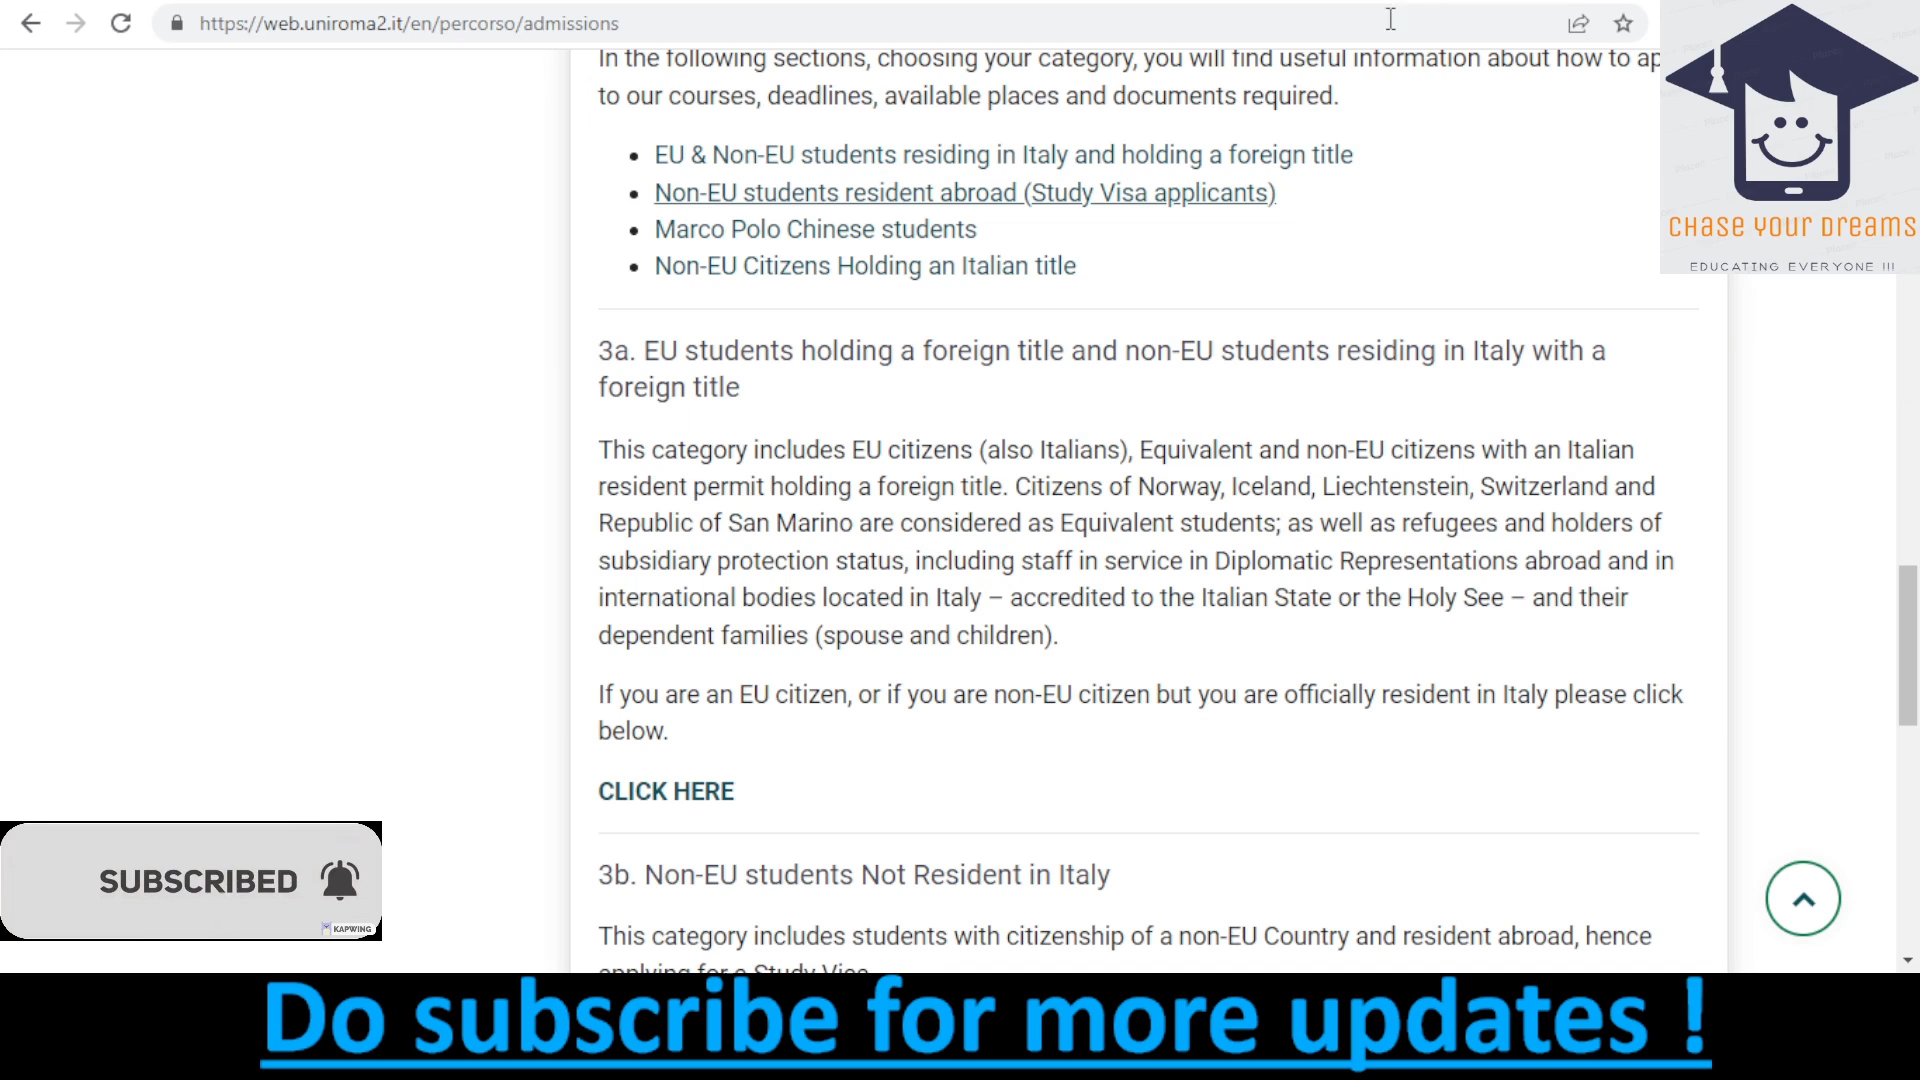 https://web.uniroma2.it/en/percorso/admissions
In the following sections, choosing your category, you will find useful information about how to ap
to our courses, deadlines, available places and documents required.
EU & Non-EU students residing in Italy and holding a foreign title
Non-EU students resident abroad (Study Visa applicants)
Marco Polo Chinese students
Non-EU Citizens Holding an Italian title
CHASE YOUR DREAMS
EDUCATING EVERYONE !!!
3a. EU students holding a foreign title and non-EU students residing in Italy with a
foreign title
This category includes EU citizens (also Italians), Equivalent and non-EU citizens with an Italian
resident permit holding a foreign title. Citizens of Norway, Iceland, Liechtenstein, Switzerland and
Republic of San Marino are considered as Equivalent students; as well as refugees and holders of
subsidiary protection status, including staff in service in Diplomatic Representations abroad and in
international bodies located in Italy – accredited to the Italian State or the Holy See – and their
dependent families (spouse and children).
If you are an EU citizen, or if you are non-EU citizen but you are officially resident in Italy please click
below.
CLICK HERE
3b. Non-EU students Not Resident in Italy
This category includes students with citizenship of a non-EU Country and resident abroad, hence
applying for a Study Visa
SUBSCRIBED
KAPWING
Do subscribe for more updates !